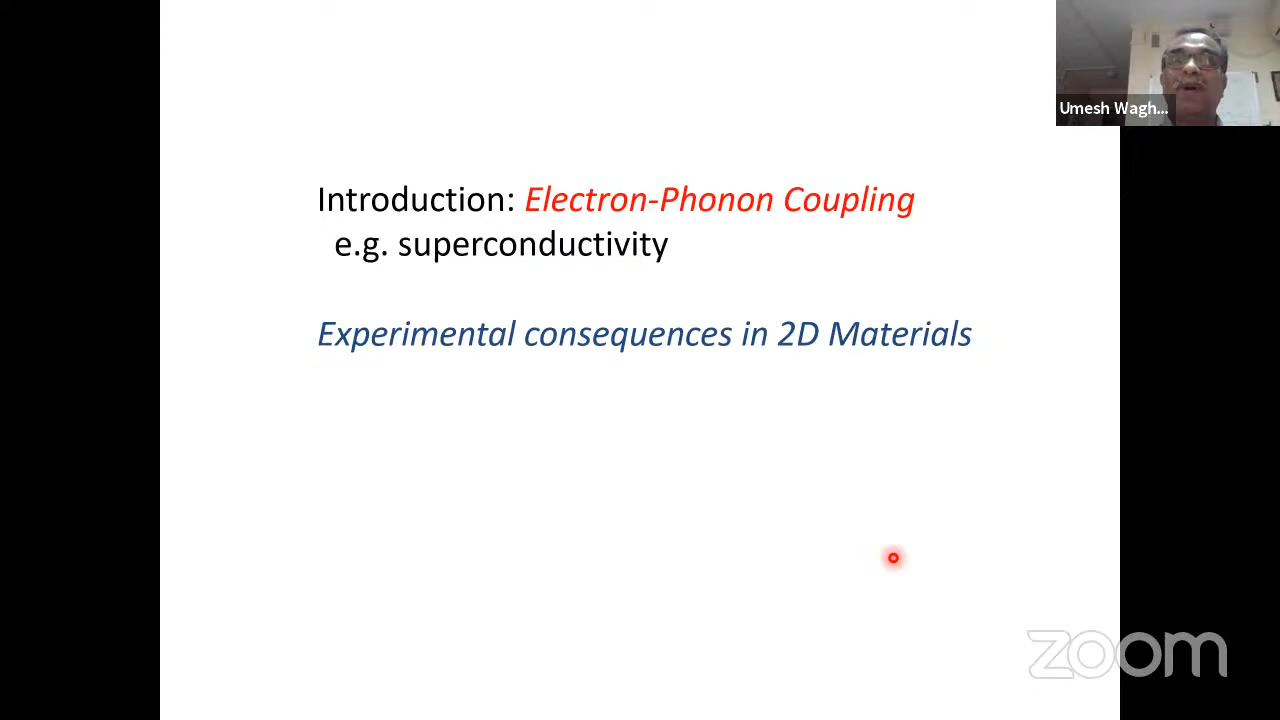 Umesh Wagh...
Introduction: Electron-Phonon Coupling
e.g. superconductivity
Experimental consequences in 2D Materials
zoom